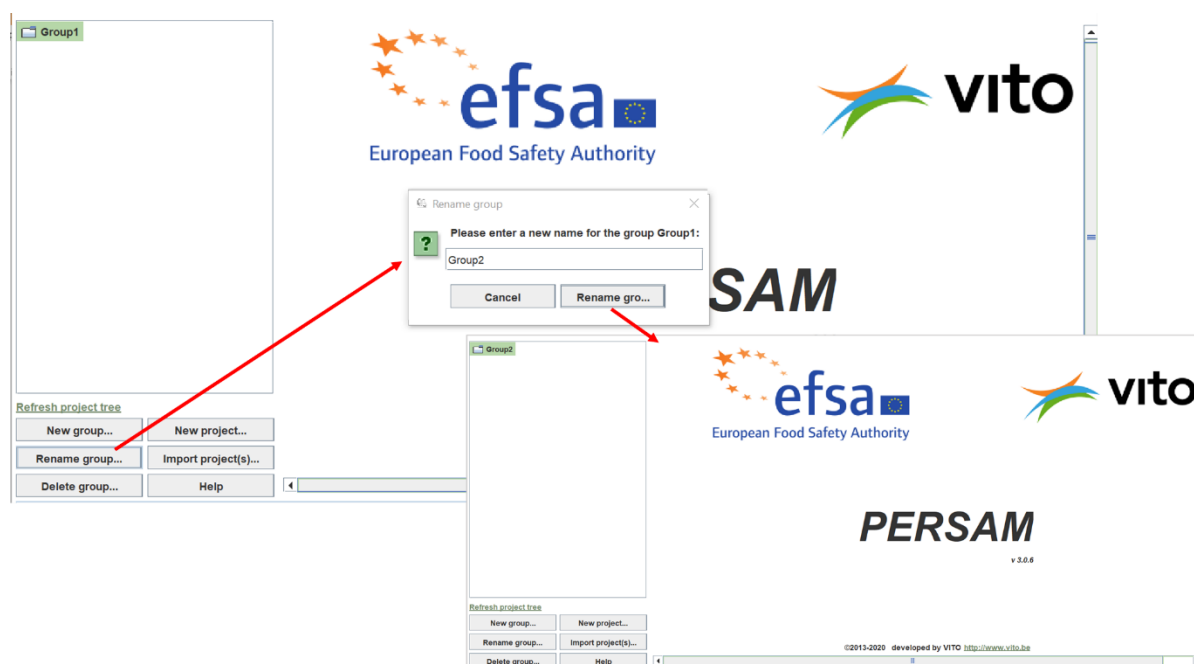 Group1
efsa
European Food Safety Authority
vito
Rename group
Please enter a new name for the group Group1:
?
Group2
Cancel
Rename gro...
SAM
Refresh project tree
New group...
New project...
Rename group...
Import project(s)...
Delete group...
Help
Group2
efsa
European Food Safety Authority
vito
PERSAM
v 3.0.6
Refresh project tree
New group...
New project...
Rename group...
Import project(s)...
Delete group...
Help
©2013-2020 developed by VITO http://www.vito.be